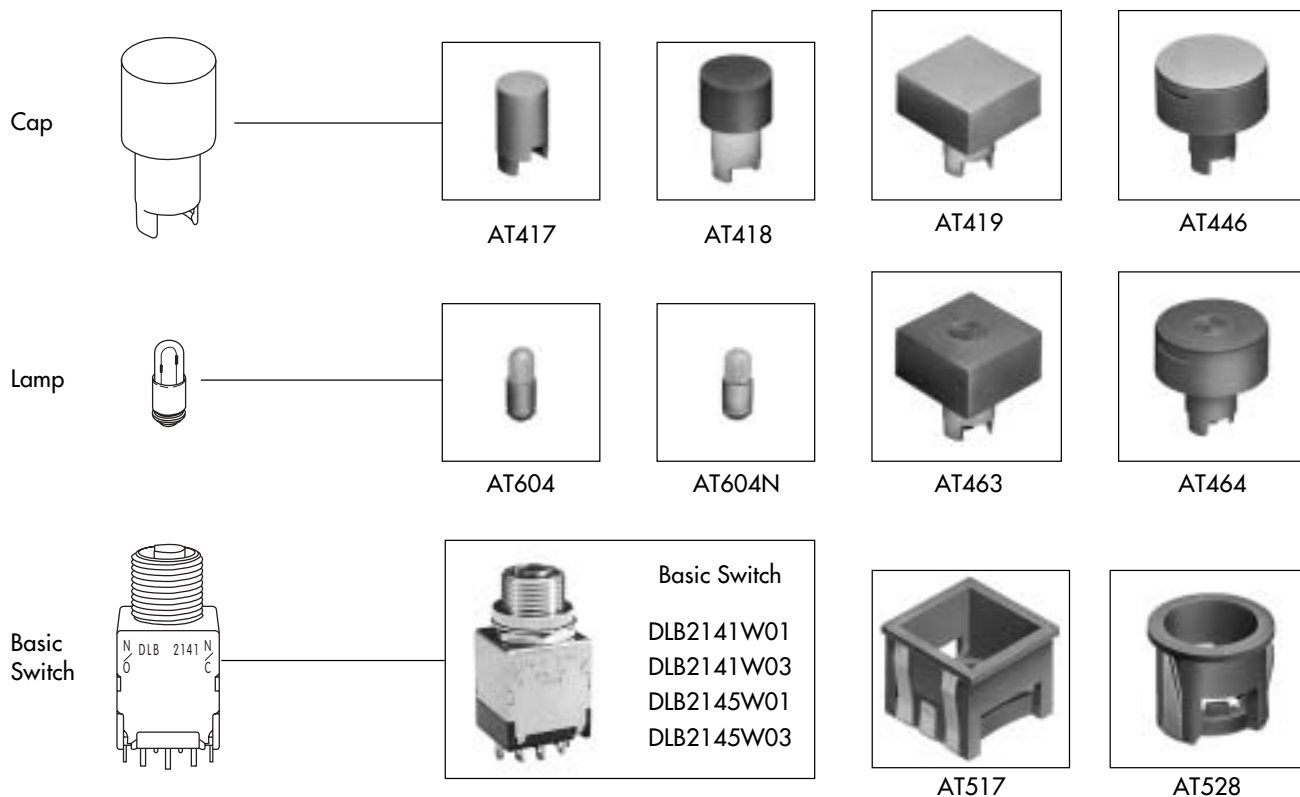 Cap
AT417
AT418
AT419
AT446
Lamp
AT604
AT604N
AT463
AT464
Basic
Switch
N
O
DLB 2141
N
C
Basic Switch
DLB2141W01
DLB2141W03
DLB2145W01
DLB2145W03
AT517
AT528